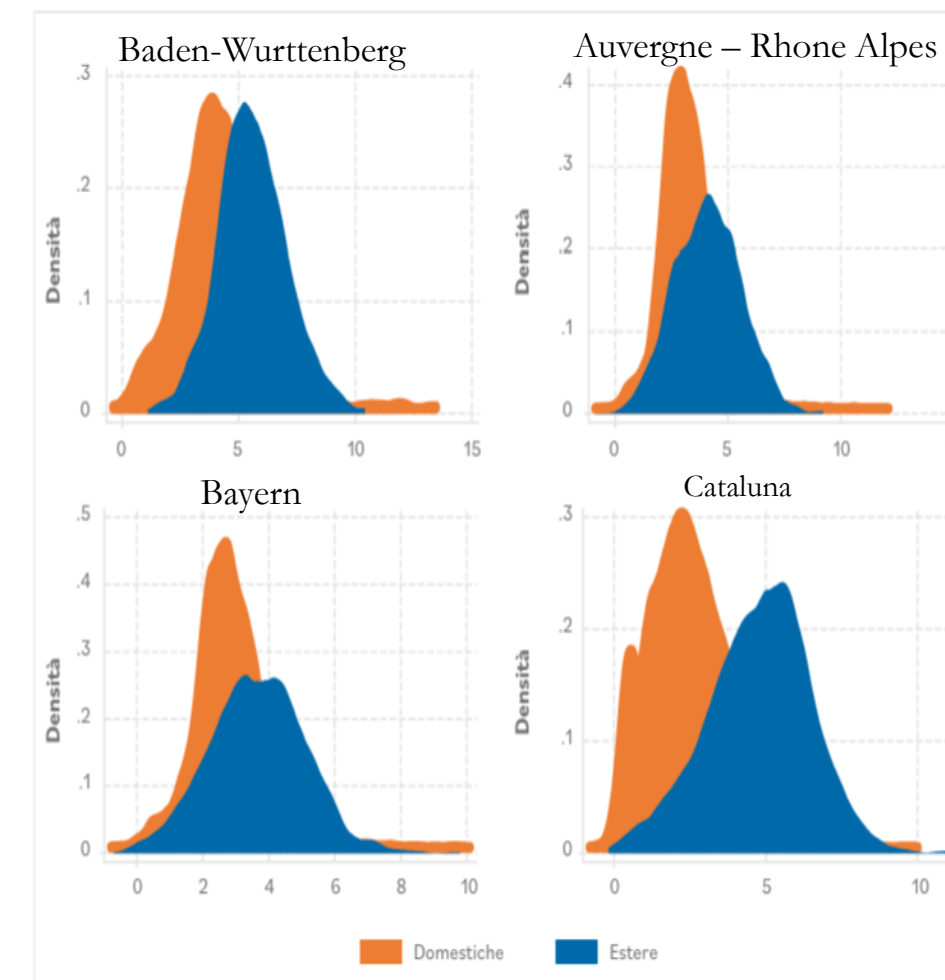 Baden-Wurttenberg
.3
.2
.1
0
Densità
0 5 10 15
Auvergne – Rhone Alpes
.4
.3
.2
.1
0
Densità
0 5 10
Bayern
.5
.4
.3
.2
.1
0
Densità
0 2 4 6 8 10
Cataluna
.3
.2
.1
0
Densità
0 5 10
Domestiche Estere